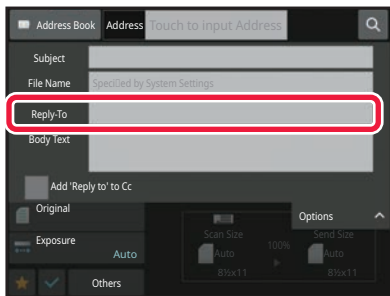 Address Book Address Touch to input Address
Subject
File Name Specified by System Settings
Reply-To
Body Text
Add 'Reply to' to Cc
Original
Options
Exposure
Auto
Scan Size
Auto
8½x11
100%
Send Size
Auto
8½x11
Others